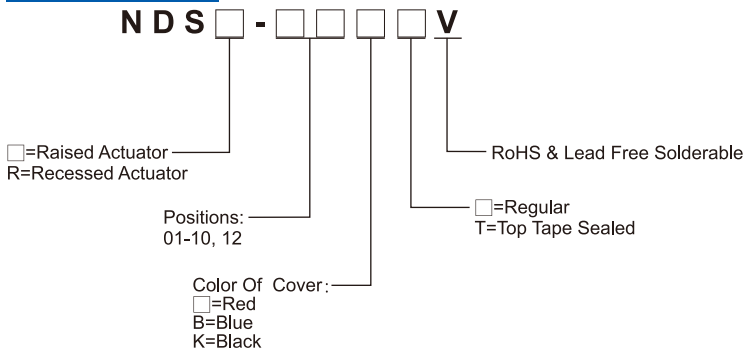 NDS□-□□□□V
□=Raised Actuator
R=Recessed Actuator
RoHS & Lead Free Solderable
Positions:
01-10, 12
□=Regular
T=Top Tape Sealed
Color Of Cover:
□=Red
B=Blue
K=Black